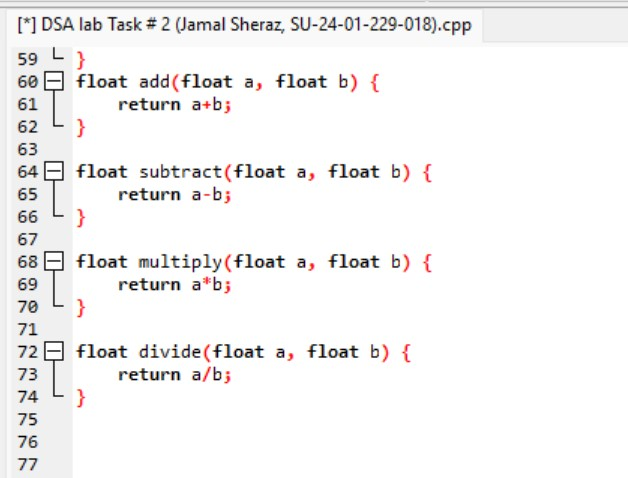 [*] DSA lab Task # 2 (Jamal Sheraz, SU-24-01-229-018).cpp
59 }
60 float add(float a, float b) {
61 return a+b;
62 }
63
64 float subtract(float a, float b) {
65 return a-b;
66 }
67
68 float multiply(float a, float b) {
69 return a*b;
70 }
71
72 float divide(float a, float b) {
73 return a/b;
74 }
75
76
77